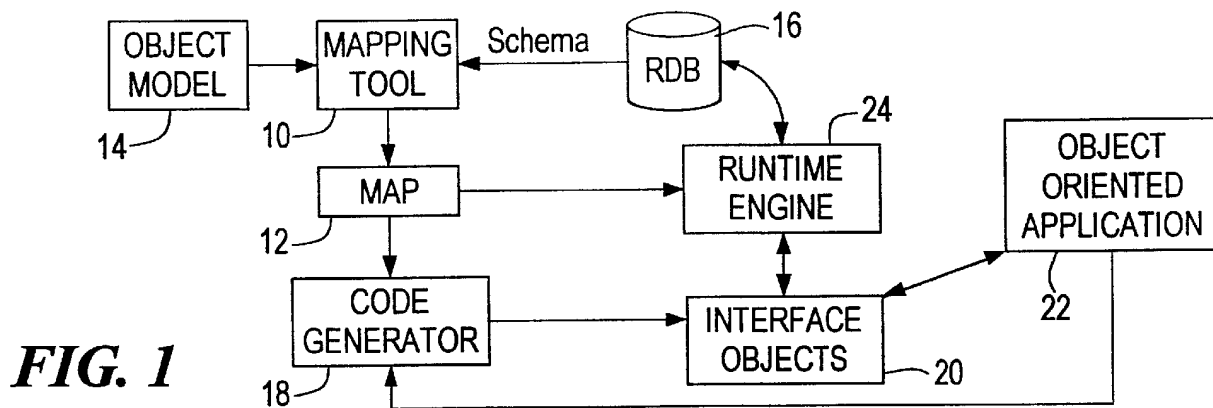 OBJECT
MODEL
14
MAPPING
TOOL
10
Schema
RDB
16
MAP
12
RUNTIME
ENGINE
24
OBJECT
ORIENTED
APPLICATION
22
CODE
GENERATOR
18
INTERFACE
OBJECTS
20
FIG. 1